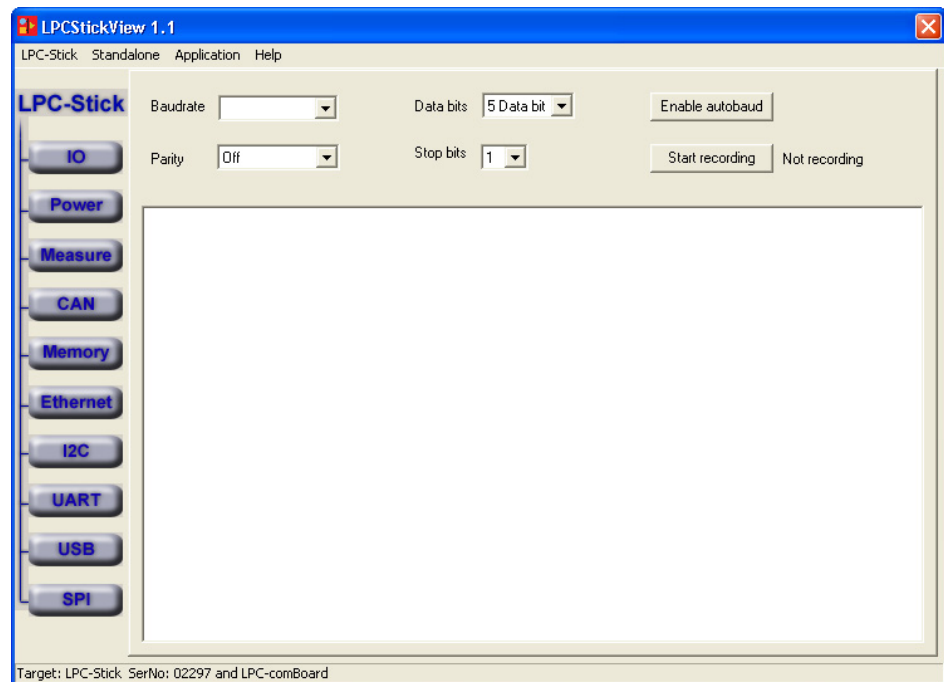 LPCStickView 1.1
LPC-Stick Standalone Application Help
LPC-Stick
IO
Power
Measure
CAN
Memory
Ethernet
I2C
UART
USB
SPI
Baudrate Data bits 5 Data bit Enable autobaud
Parity Off Stop bits 1 Start recording Not recording
Target: LPC-Stick SerNo: 02297 and LPC-comBoard